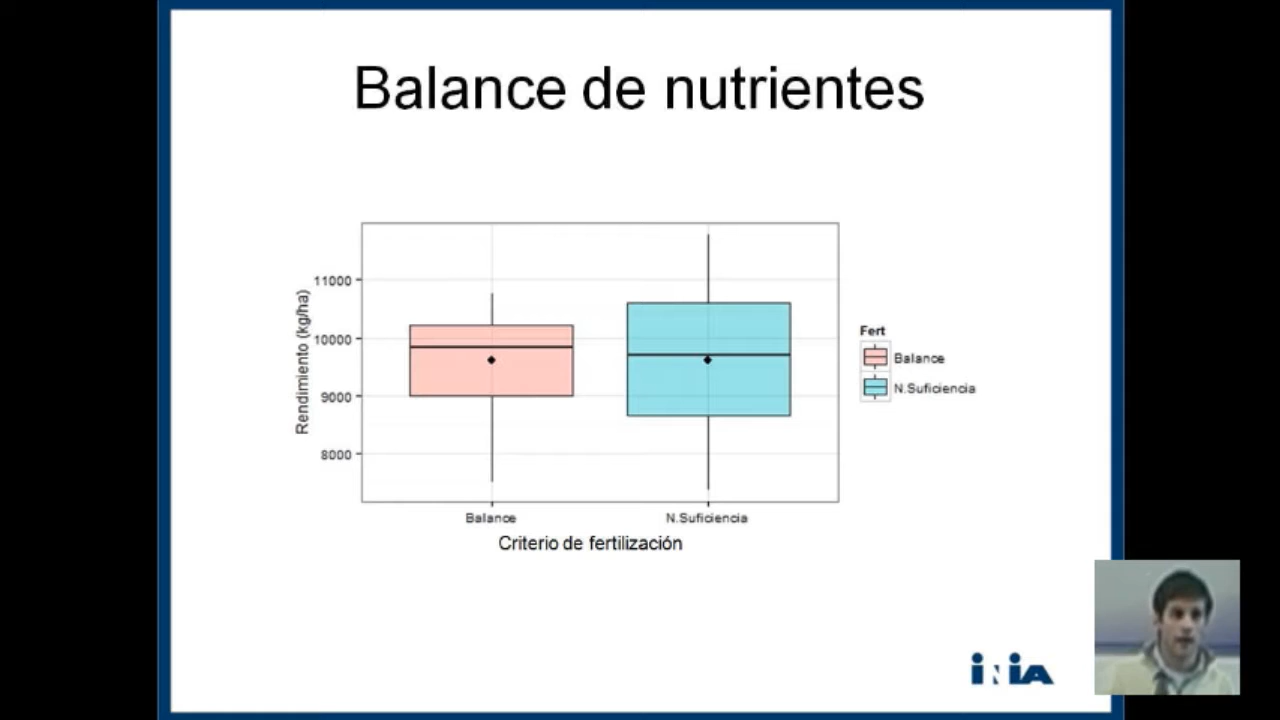 Balance de nutrientes
11000
10000
9000
8000
Rendimiento (kg/ha)
Balance
N.Suficiencia
Criterio de fertilización
Fert
Balance
N.Suficiencia
iNiA